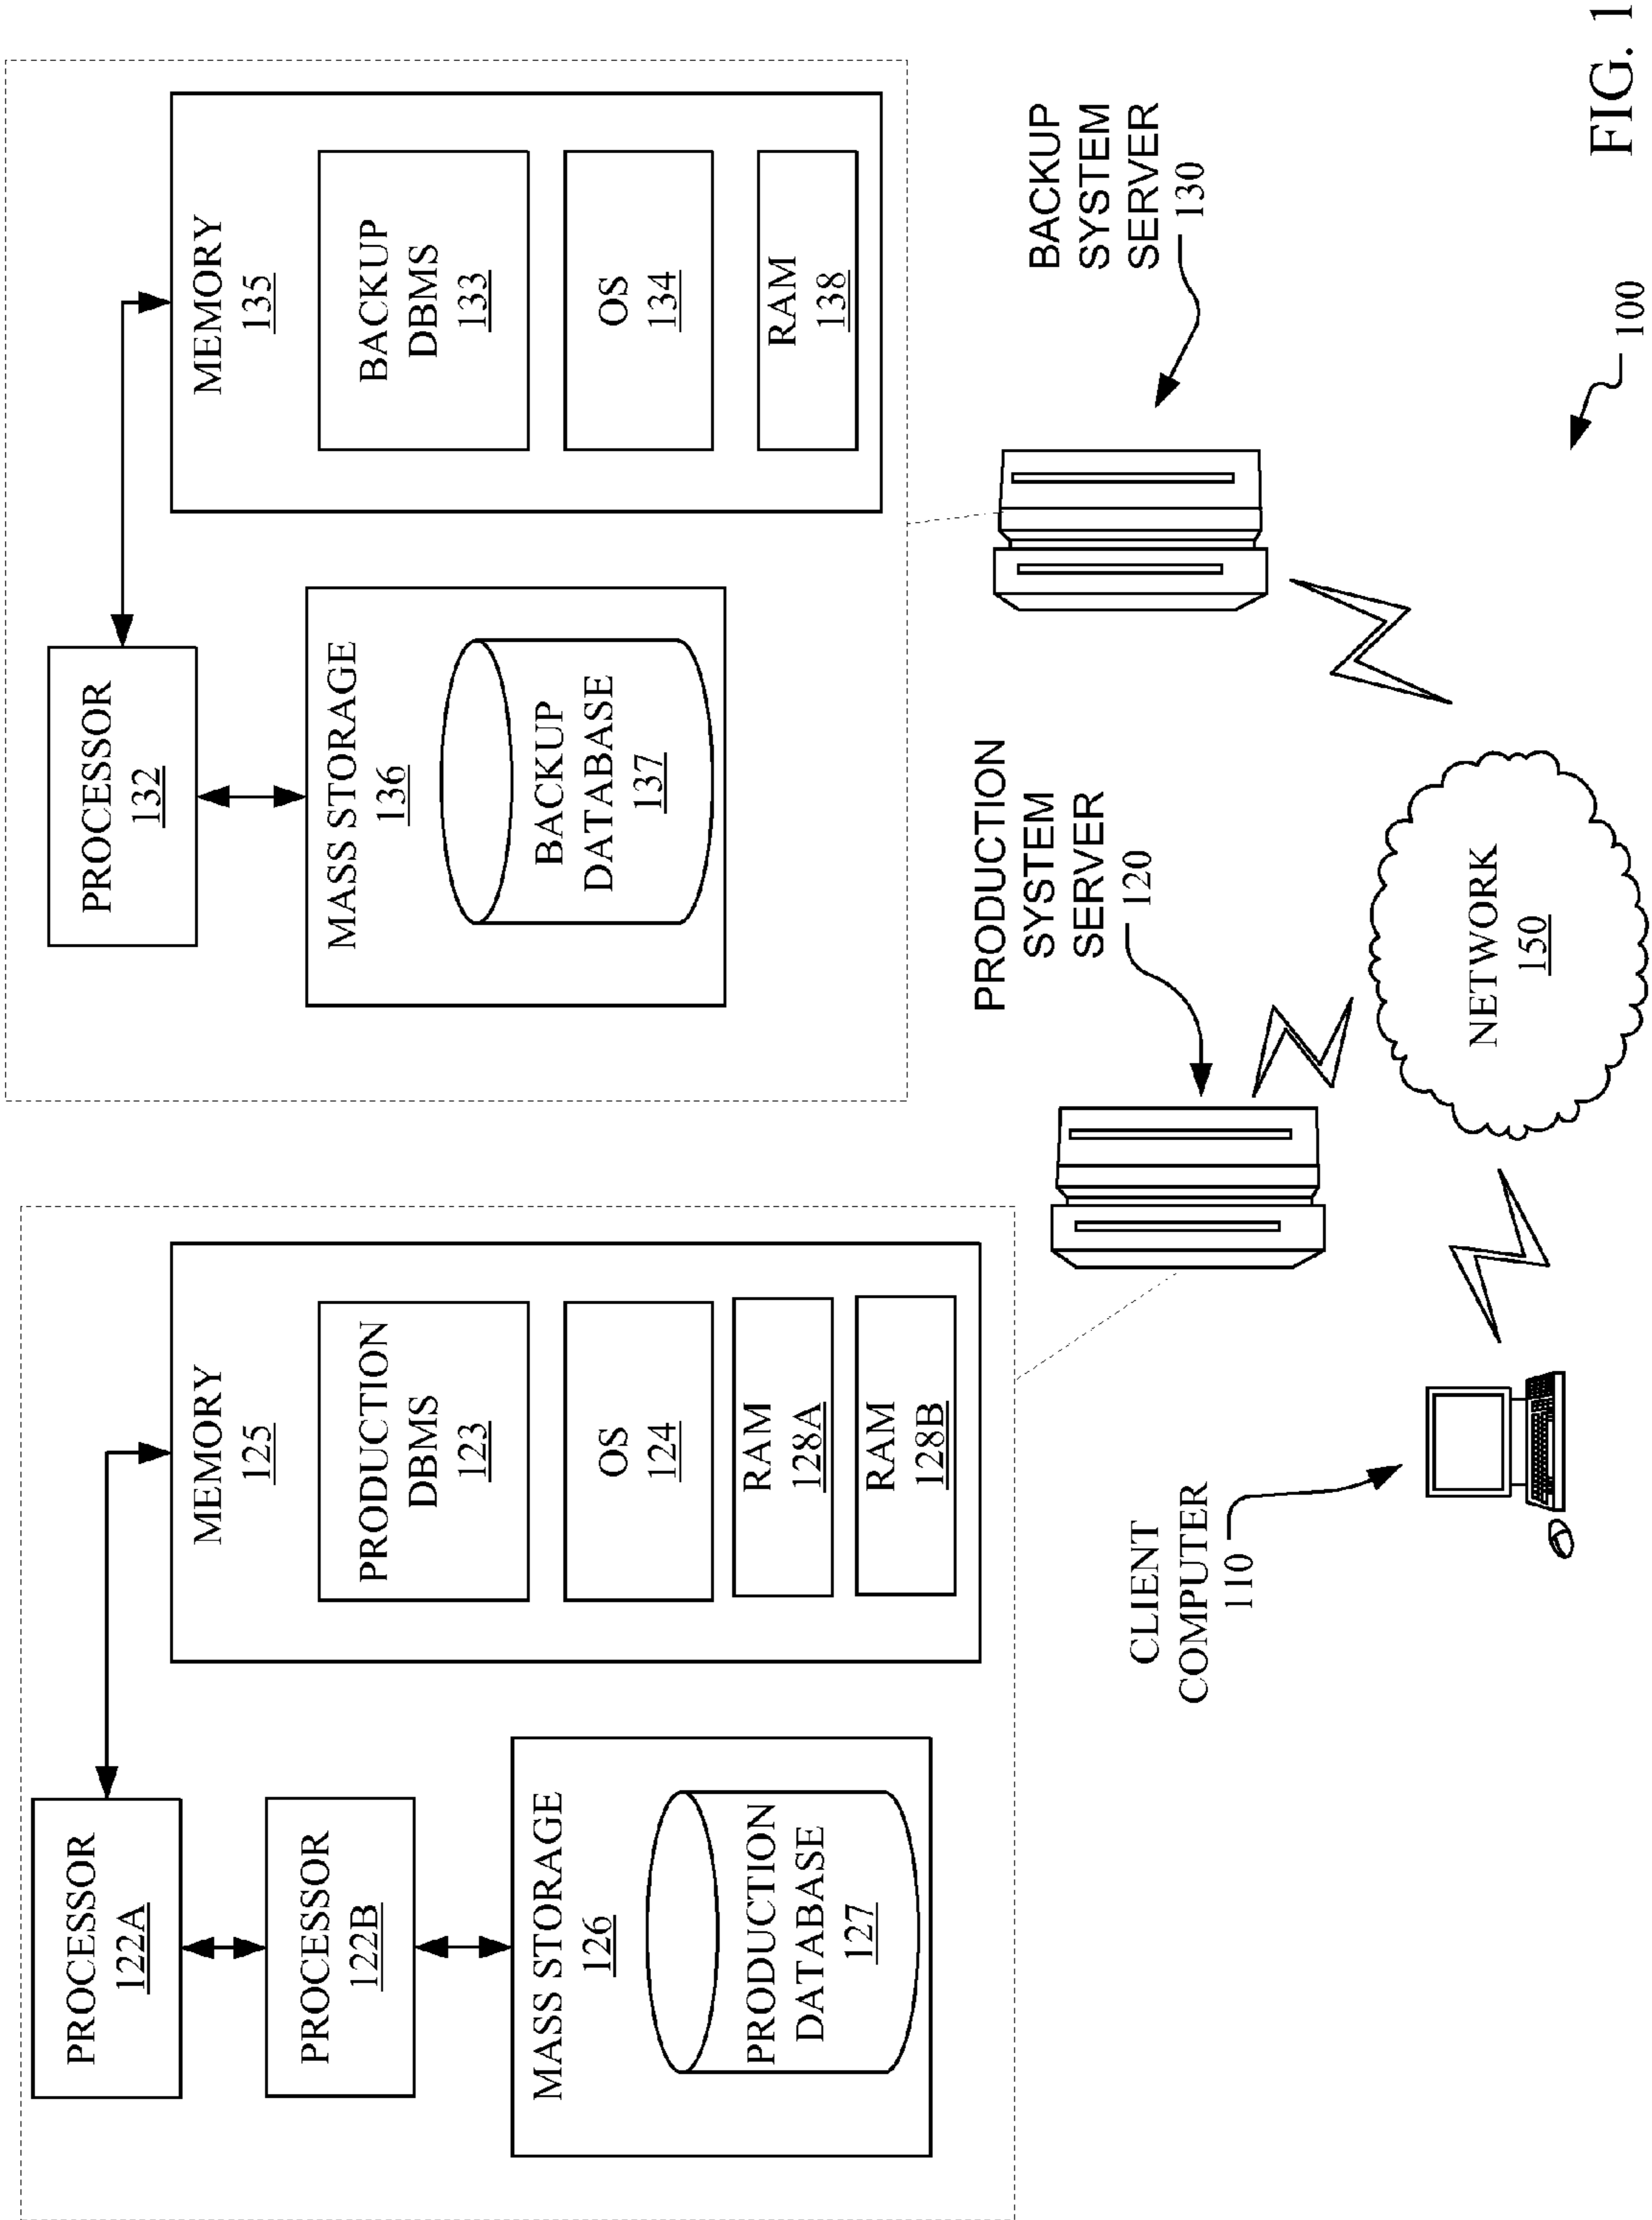 PROCESSOR
122A
PROCESSOR
122B
MASS STORAGE
126
PRODUCTION
DATABASE
127
MEMORY
125
PRODUCTION
DBMS
123
OS
124
RAM
128A
RAM
128B
PROCESSOR
132
MASS STORAGE
136
BACKUP
DATABASE
137
MEMORY
135
BACKUP
DBMS
133
OS
134
RAM
138
CLIENT
COMPUTER
110
PRODUCTION
SYSTEM
SERVER
120
BACKUP
SYSTEM
SERVER
130
NETWORK
150
100
FIG. 1